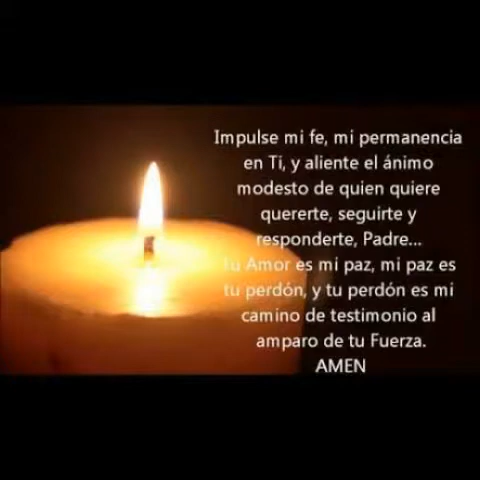 Impulse mi fe, mi permanencia
en Ti, y aliente el ánimo
modesto de quien quiere
quererte, seguirte y
responderte, Padre...
Tu Amor es mi paz, mi paz es
tu perdón, y tu perdón es mi
camino de testimonio al
amparo de tu Fuerza.
AMEN